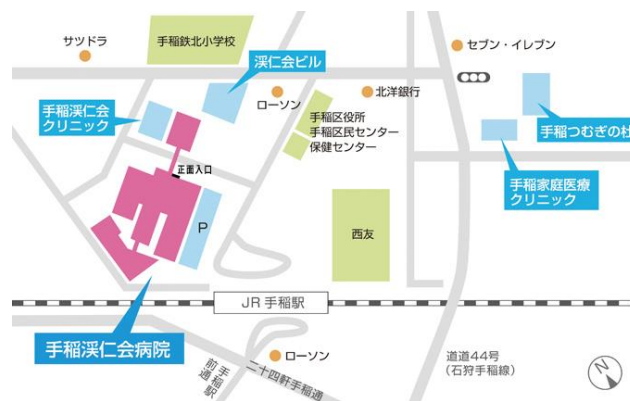 サツドラ
手稲鉄北小学校
渓仁会ビル
セブン・イレブン
手稲渓仁会
クリニック
ローソン
北洋銀行
手稲区役所
手稲区民センター
保健センター
手稲つむぎの杜
正面入口
手稲家庭医療
クリニック
P
西友
JR 手稲駅
手稲渓仁会病院
ローソン
道道44号
(石狩手稲線)
二十四軒手稲通
手稲駅
前通
N